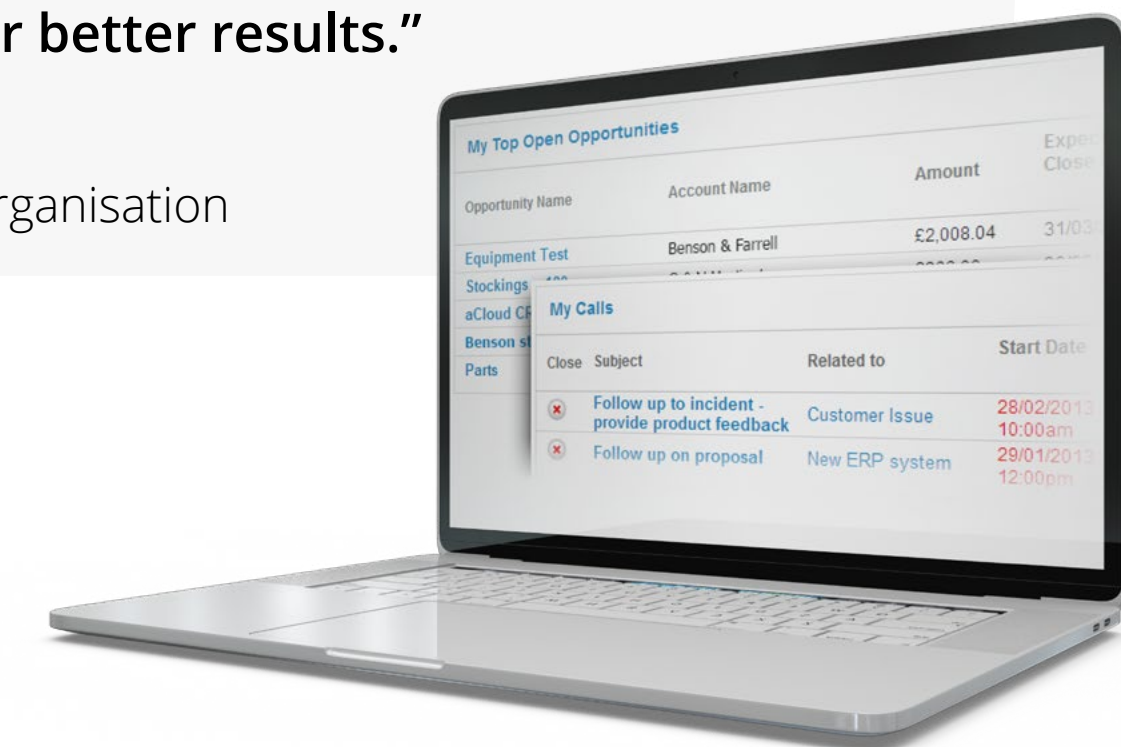 r better results.”
rganisation
My Top Open Opportunities
Opportunity Name Account Name Amount Close
Equipment Test Benson & Farrell £2,008.04 31/03
Stockings
aCloud
Benson
Parts
My Calls
Close Subject Related to Start Date
Follow up to incident -
provide product feedback Customer Issue 28/02/2013
10:00am
Follow up on proposal New ERP system 29/01/2013
12:00pm